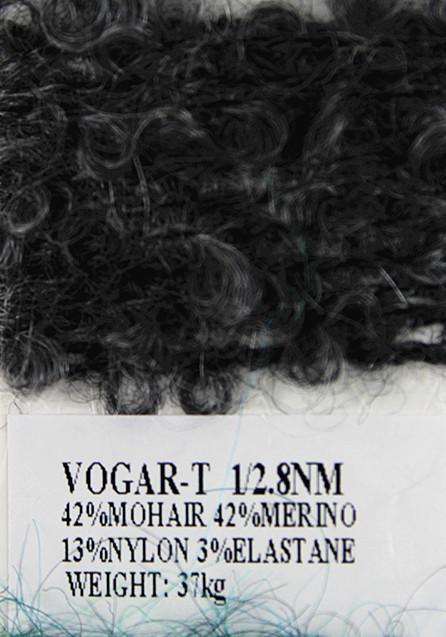 VOGAR-T 1/2.8NM
42%MOHAIR 42%MERINO
13%NYLON 3%ELASTANE
WEIGHT: 37kg